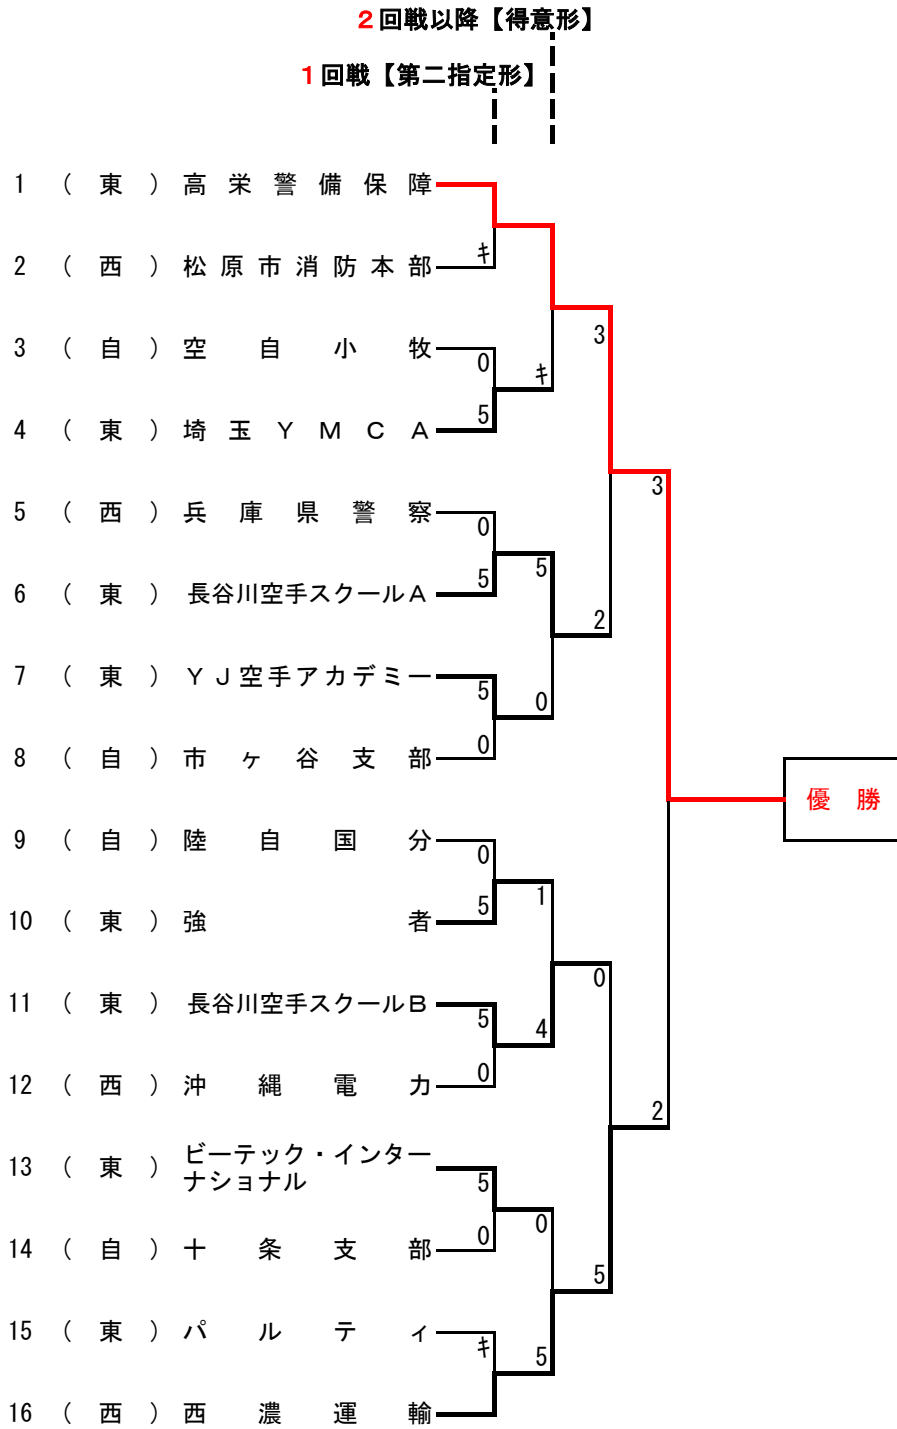 2回戦以降【得意形】
1回戦【第二指定形】
1 ( 東 ) 高栄警備保障
キ
2 ( 西 ) 松原市消防本部
3
3 ( 自 ) 空自小牧
0
キ
5
4 ( 東 ) 埼玉YMCA
3
5 ( 西 ) 兵庫県警察
0
5
5
6 ( 東 ) 長谷川空手スクールA
2
7 ( 東 ) YJ空手アカデミー
5
0
0
8 ( 自 ) 市ヶ谷支部
優勝
9 ( 自 ) 陸自国分
0
1
5
10 ( 東 ) 強者
0
11 ( 東 ) 長谷川空手スクールB
5
4
0
12 ( 西 ) 沖縄電力
2
13 ( 東 ) ビーテック・インター
ナショナル
5
0
0
14 ( 自 ) 十条支部
5
15 ( 東 ) パルティ
キ
5
16 ( 西 ) 西濃運輸